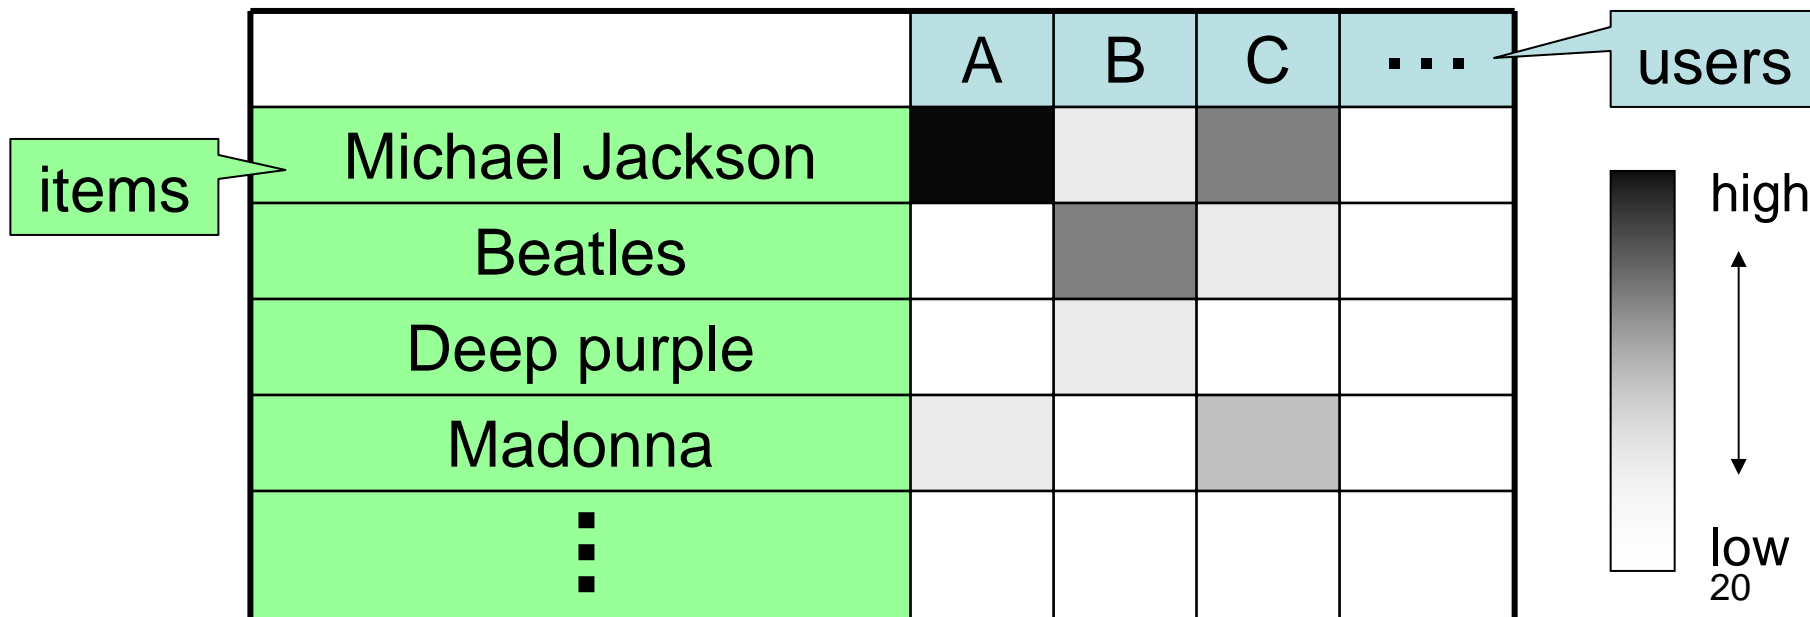 A B C ... users
Michael Jackson
items
high
Beatles
Deep purple
Madonna
low
20